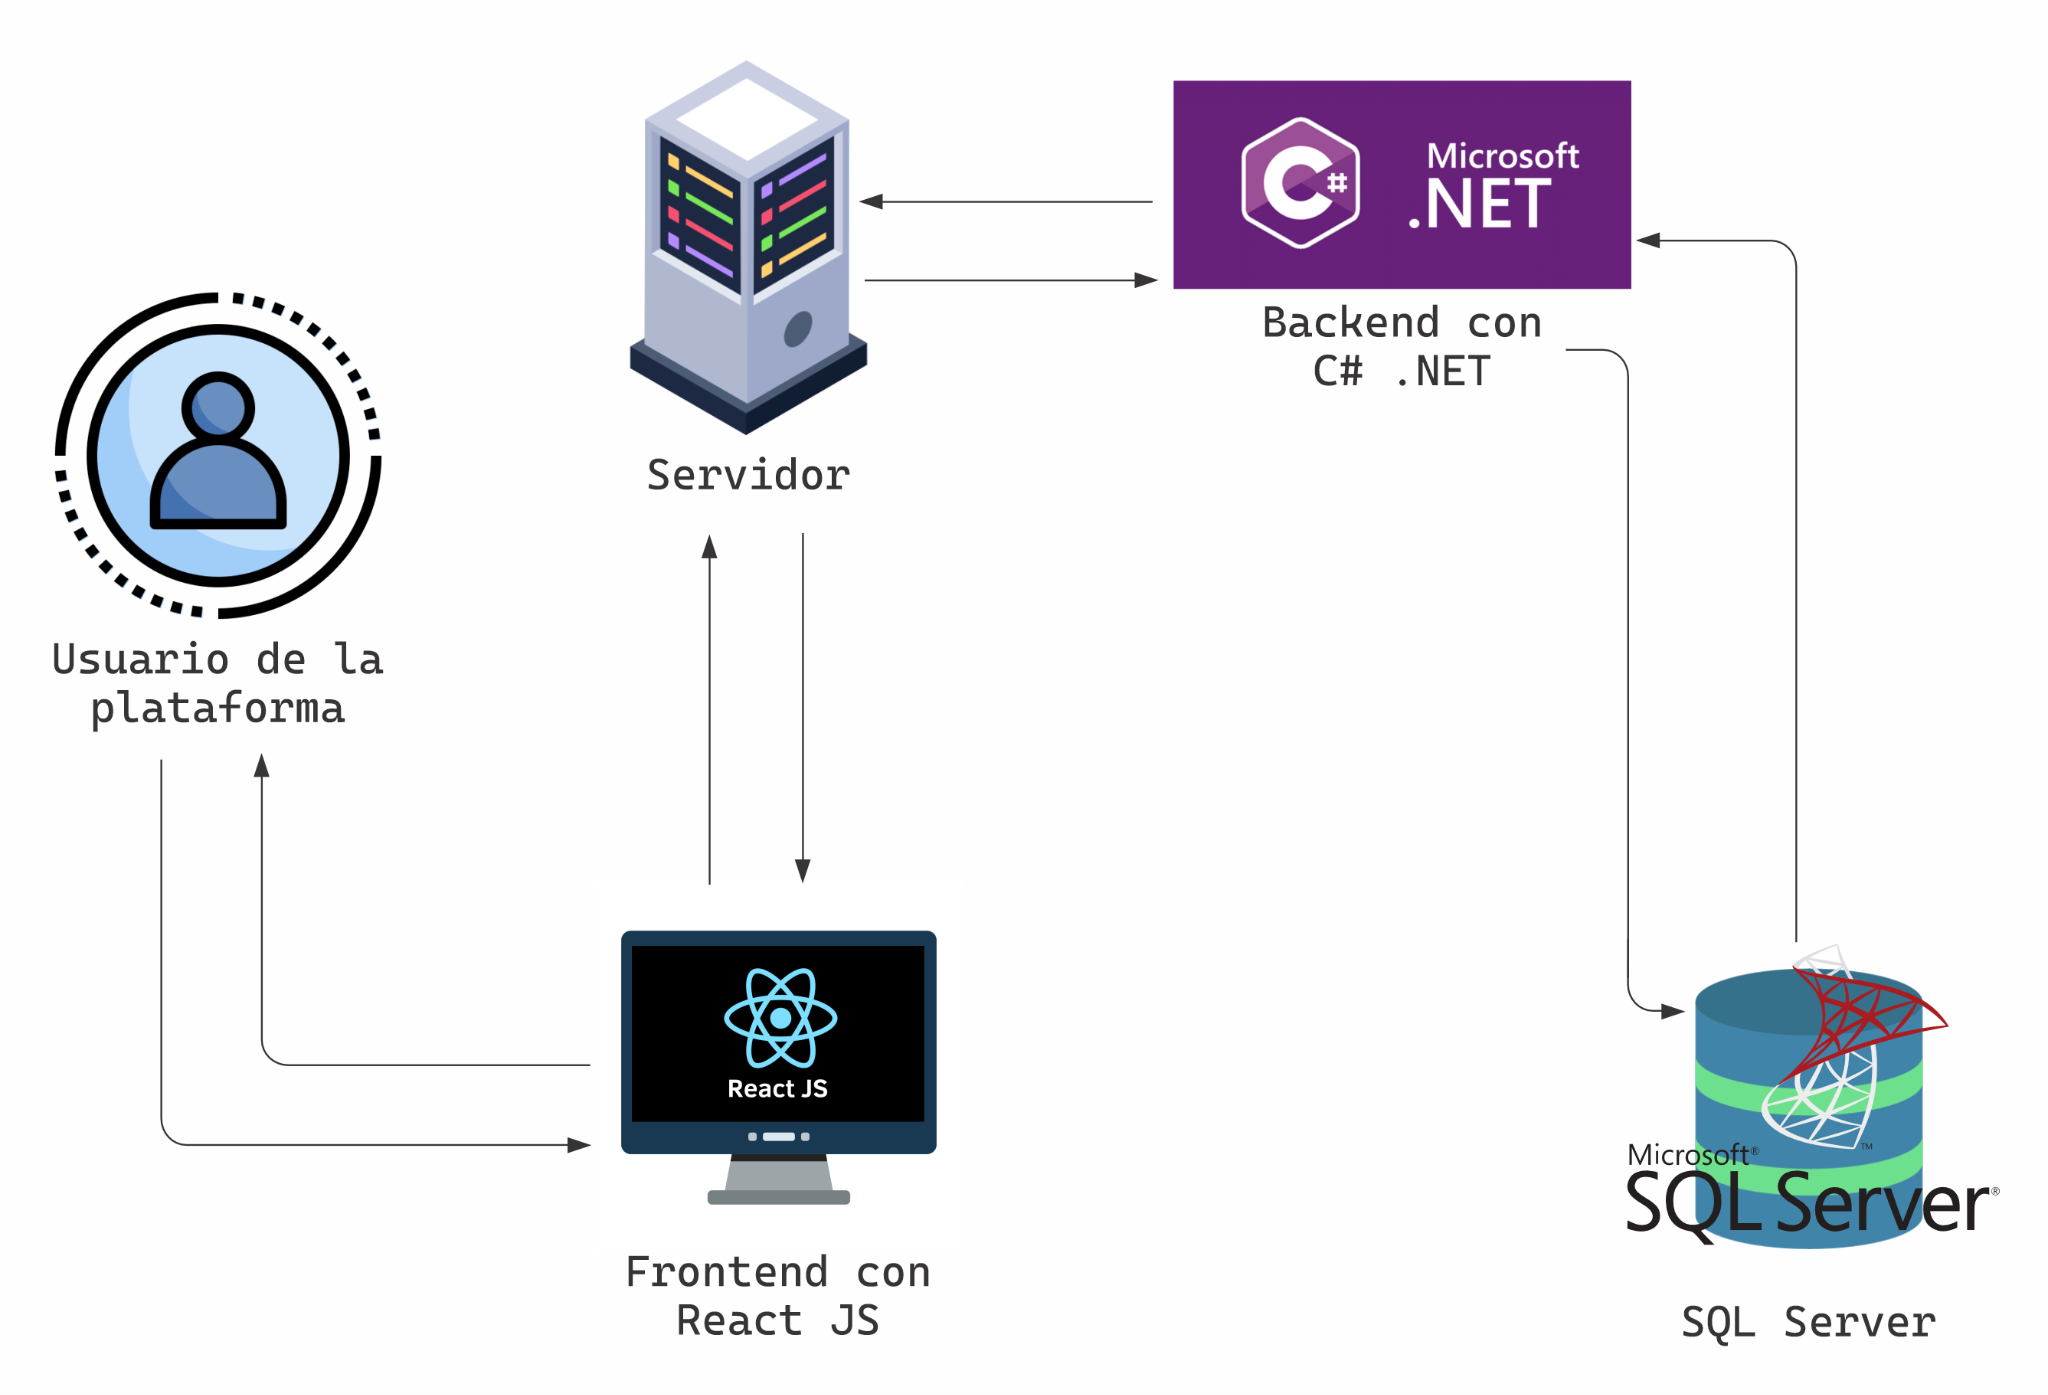 Microsoft
.NET
Backend con
C# .NET
Servidor
Usuario de la
plataforma
React JS
Frontend con
React JS
Microsoft®
SQL Server®
™
SQL Server